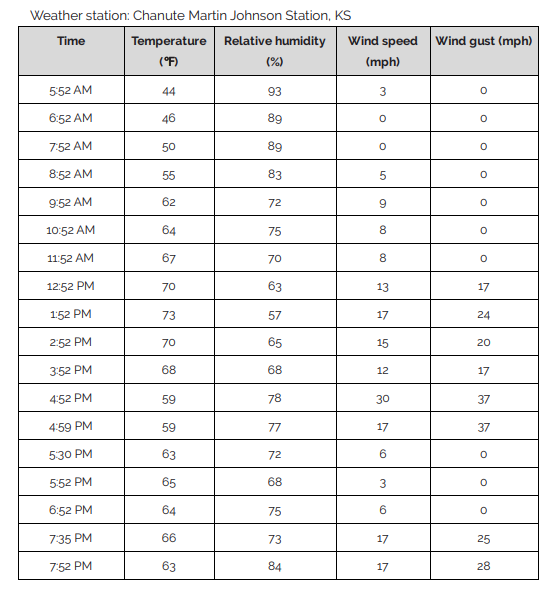 Weather station: Chanute Martin Johnson Station, KS
Time Temperature Relative humidity Wind speed Wind gust (mph)
(℉) (%) (mph)
5:52 AM 44 93 3 0
6:52 AM 46 89 0 0
7:52 AM 50 89 0 0
8:52 AM 55 83 5 0
9:52 AM 62 72 9 0
10:52 AM 64 75 8 0
11:52 AM 67 70 8 0
12:52 PM 70 63 13 17
1:52 PM 73 57 17 24
2:52 PM 70 65 15 20
3:52 PM 68 68 12 17
4:52 PM 59 78 30 37
4:59 PM 59 77 17 37
5:30 PM 63 72 6 0
5:52 PM 65 68 3 0
6:52 PM 64 75 6 0
7:35 PM 66 73 17 25
7:52 PM 63 84 17 28